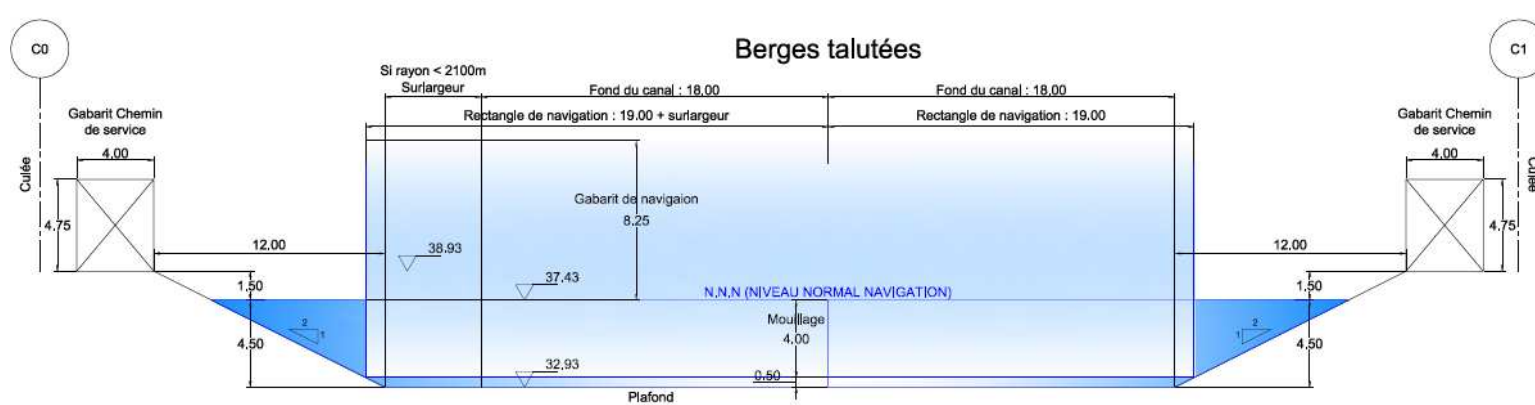 C0
C1
Berges talutées
Si rayon < 2100m
Surlargeur
Fond du canal : 18,00
Fond du canal : 18,00
Rectangle de navigation : 19.00 + surlargeur
Rectangle de navigation : 19.00
Gabarit Chemin
de service
4.00
Culée
4.75
Gabarit Chemin
de service
4.00
Culée
4.75
Gabarit de navigaion
8.25
12.00
12.00
38.93
37.43
N.N.N (NIVEAU NORMAL NAVIGATION)
1.50
1.50
Mouillage
4.00
2
1
2
1
4.50
4.50
32.93
0.50
Plafond